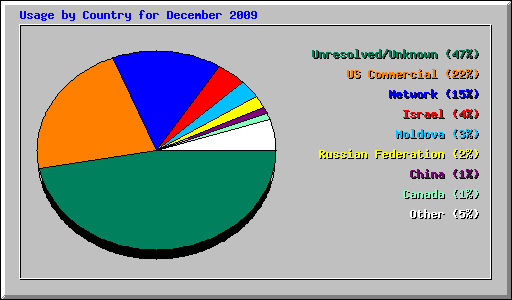 Usage by Country for December 2009
Unresolved/Unknown (47%)
US Commercial (22%)
Network (15%)
Israel (4%)
Moldova (3%)
Russian Federation (2%)
China (1%)
Canada (1%)
Other (5%)